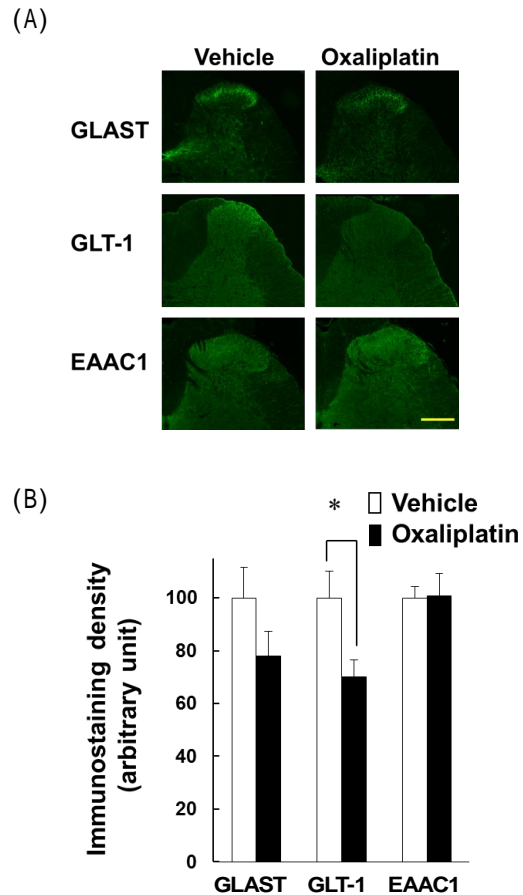 (A)
Vehicle Oxaliplatin
GLAST
GLT-1
EAAC1
(B)
* Vehicle
Oxaliplatin
Immunostaining density
(arbitrary unit)
100
80
60
40
20
0
GLAST GLT-1 EAAC1